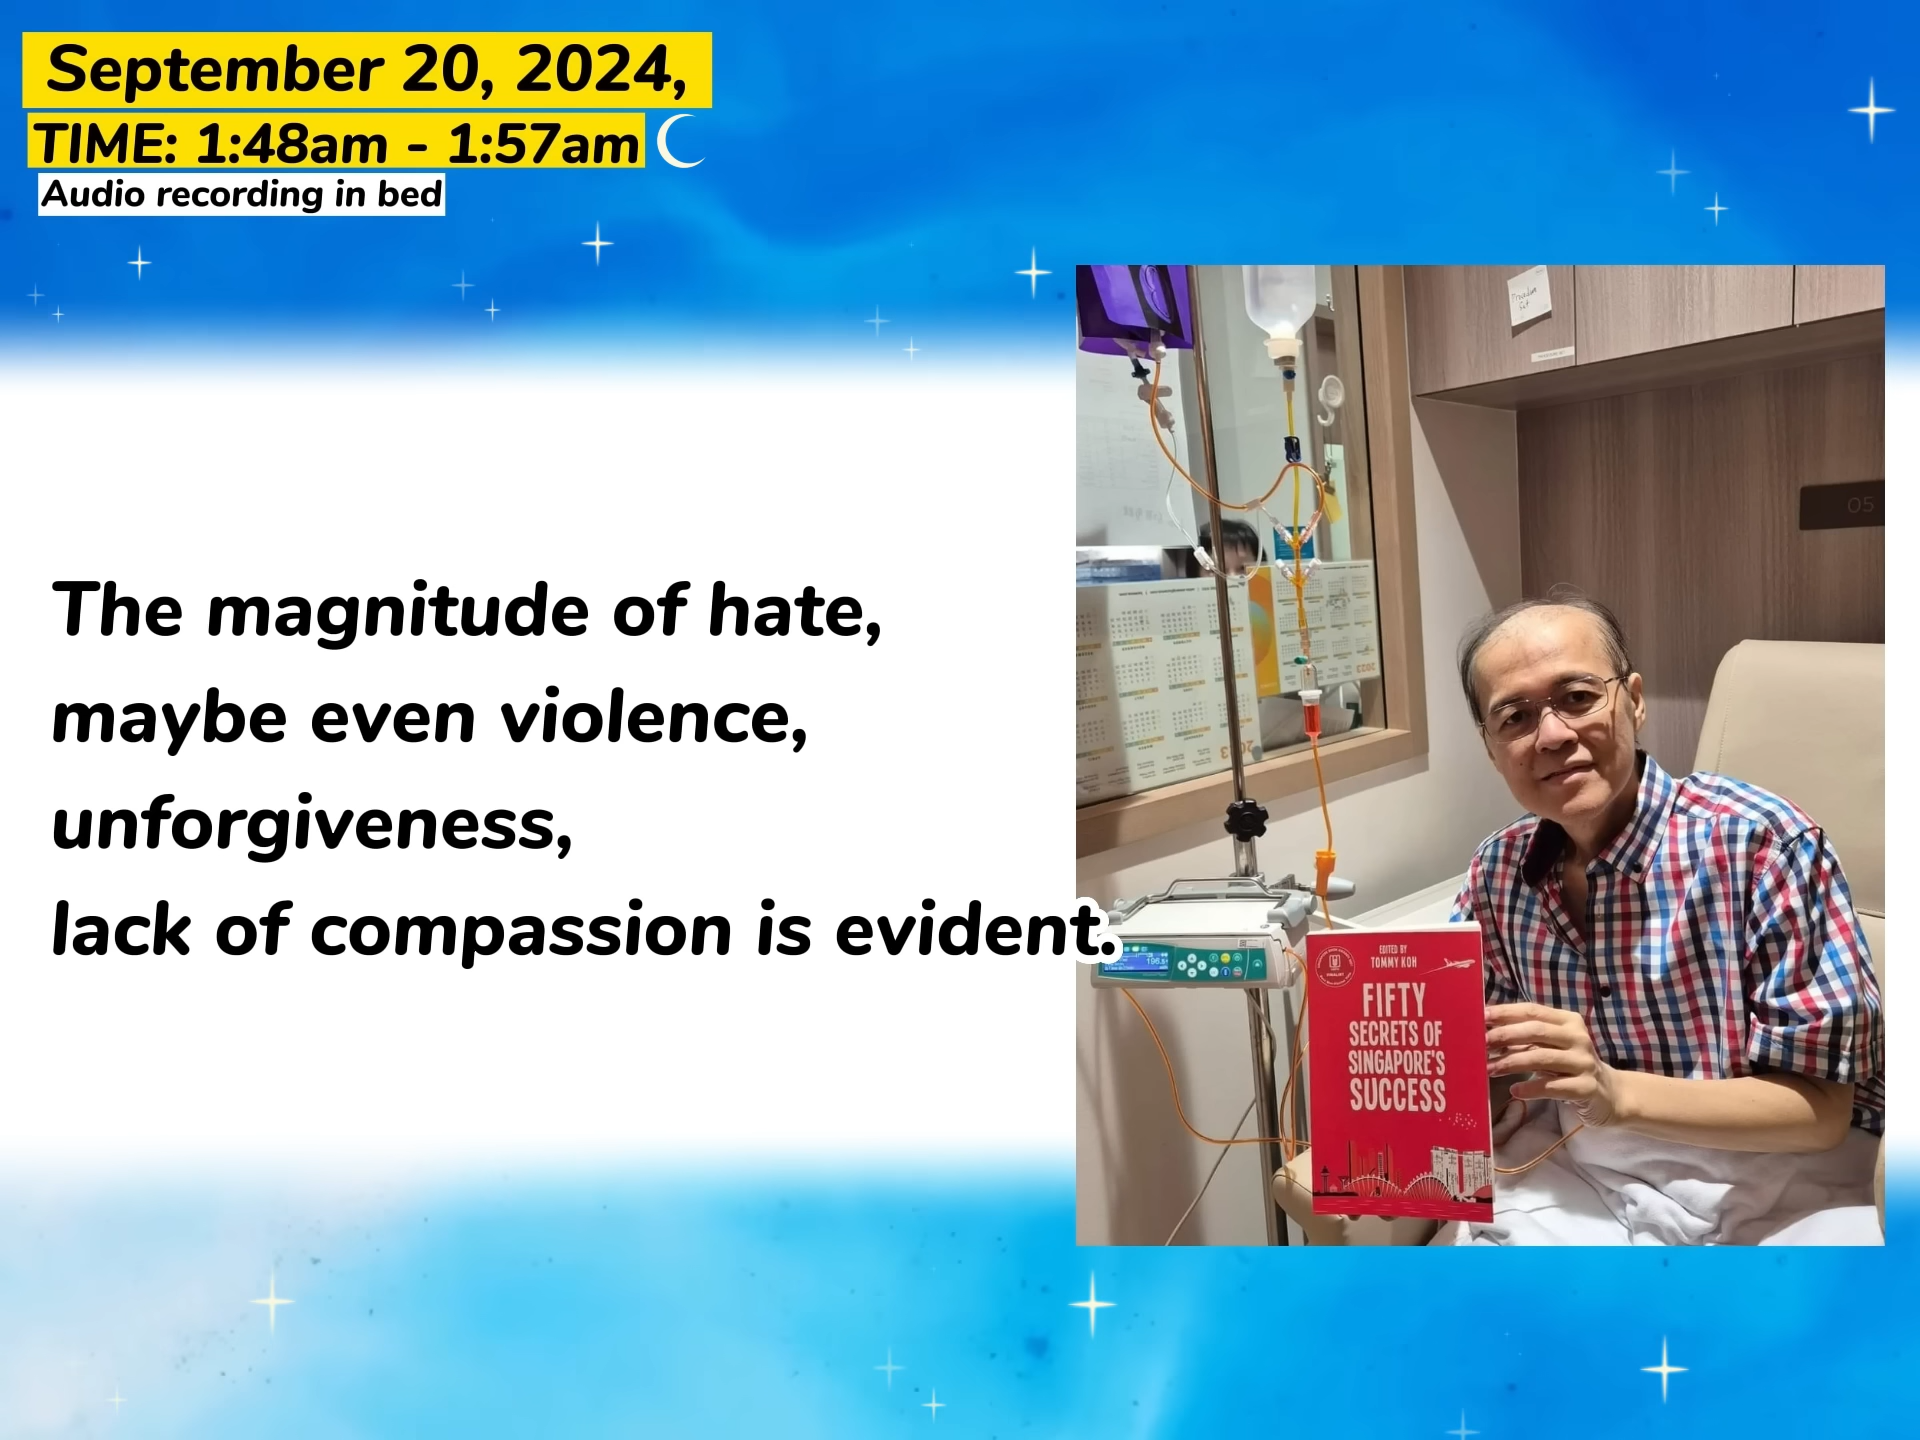 September 20, 2024,
TIME: 1:48am - 1:57am
Audio recording in bed
The magnitude of hate,
maybe even violence,
unforgiveness,
lack of compassion is evident.
05
EDITED BY
TOMMY KOH
FIFTY
SECRETS OF
SINGAPORE'S
SUCCESS